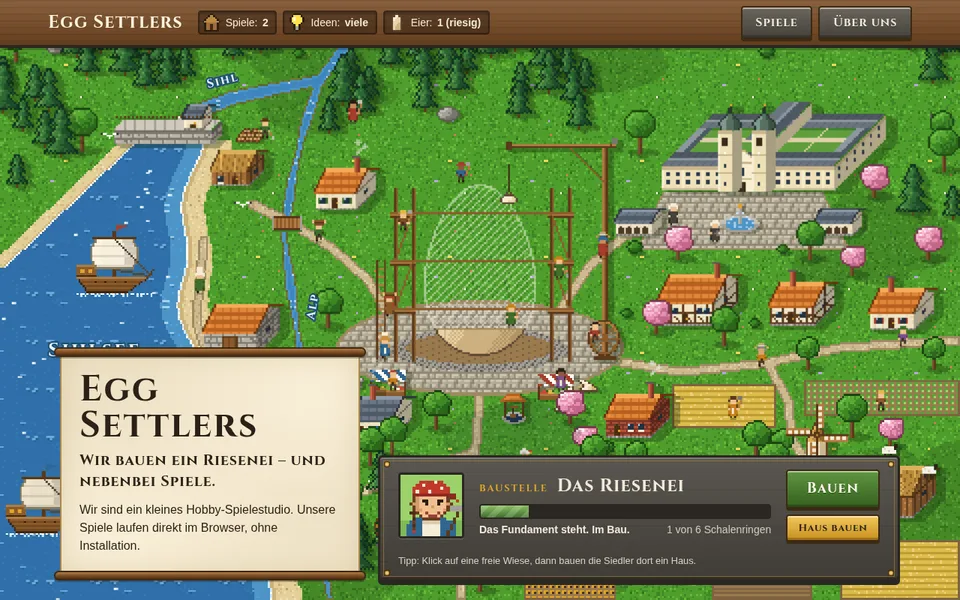 Egg Settlers
Spiele: 2
Ideen: viele
Eier: 1 (riesig)
Spiele
Über uns
Sihl
Alp
Sihlsee
Egg
Settlers
Wir bauen ein Riesenei – und
nebenbei Spiele.
Wir sind ein kleines Hobby-Spielestudio. Unsere
Spiele laufen direkt im Browser, ohne
Installation.
Baustelle Das Riesenei
Das Fundament steht. Im Bau.
1 von 6 Schalenringen
Tipp: Klick auf eine freie Wiese, dann bauen die Siedler dort ein Haus.
Bauen
Haus bauen